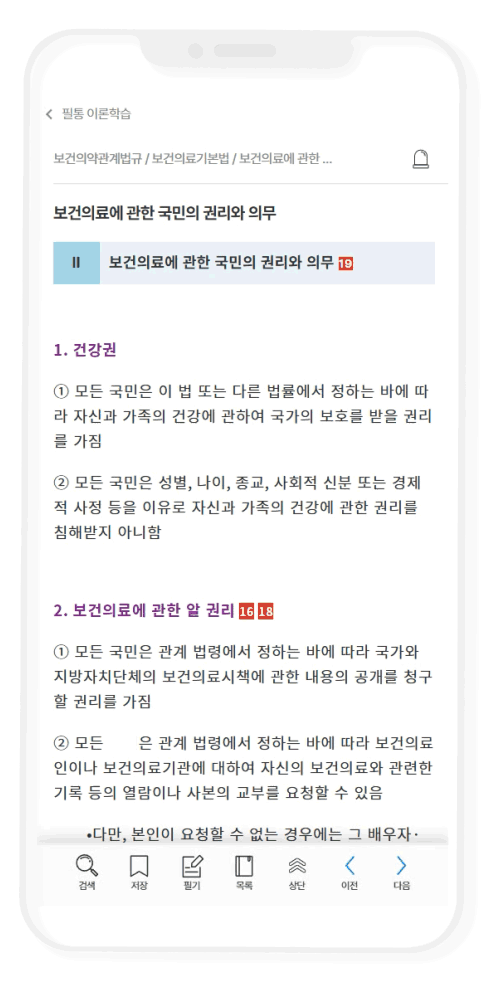 필통 이론학습
보건의약관계법규 / 보건의료기본법 / 보건의료에 관한 ...
보건의료에 관한 국민의 권리와 의무
II 보건의료에 관한 국민의 권리와 의무 19
1. 건강권
① 모든 국민은 이 법 또는 다른 법률에서 정하는 바에 따
라 자신과 가족의 건강에 관하여 국가의 보호를 받을 권리
를 가짐
② 모든 국민은 성별, 나이, 종교, 사회적 신분 또는 경제
적 사정 등을 이유로 자신과 가족의 건강에 관한 권리를
침해받지 아니함
2. 보건의료에 관한 알 권리 16 18
① 모든 국민은 관계 법령에서 정하는 바에 따라 국가와
지방자치단체의 보건의료시책에 관한 내용의 공개를 청구
할 권리를 가짐
② 모든 은 관계 법령에서 정하는 바에 따라 보건의료
인이나 보건의료기관에 대하여 자신의 보건의료와 관련한
기록 등의 열람이나 사본의 교부를 요청할 수 있음
•다만, 본인이 요청할 수 없는 경우에는 그 배우자·
검색 저장 필기 목록 상단 이전 다음